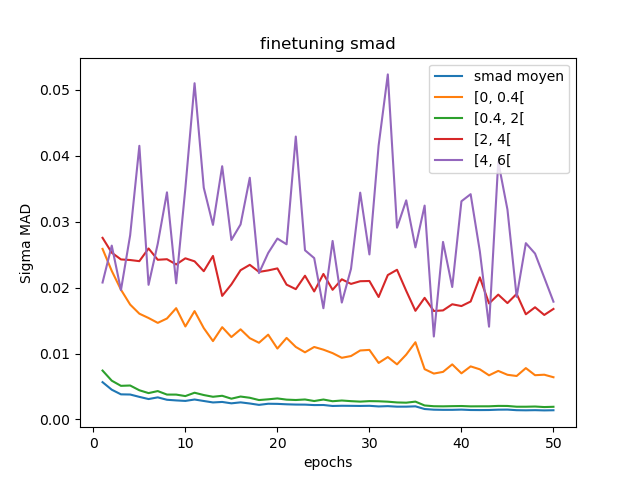 finetuning smad
smad moyen
[0, 0.4[
[0.4, 2[
[2, 4[
[4, 6[
Sigma MAD
0.05
0.04
0.03
0.02
0.01
0.00
0 10 20 30 40 50
epochs